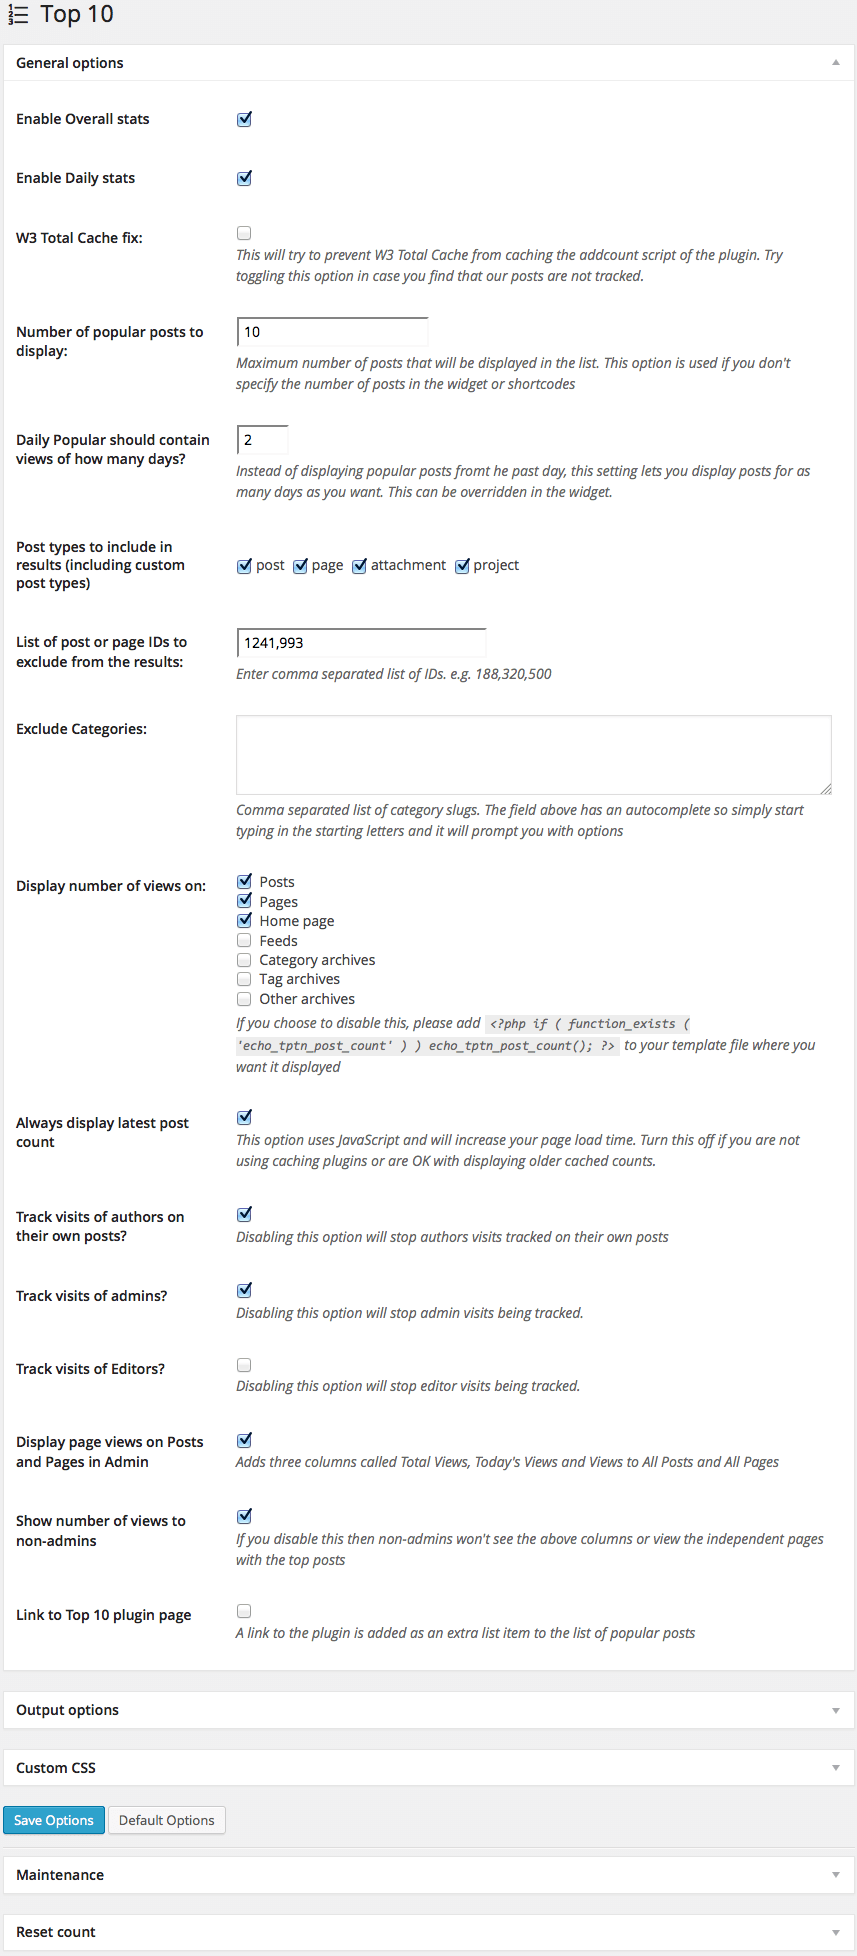 Top 10
General options
Enable Overall stats
Enable Daily stats
W3 Total Cache fix:
This will try to prevent W3 Total Cache from caching the addcount script of the plugin. Try
toggling this option in case you find that our posts are not tracked.
Number of popular posts to
display:
10
Maximum number of posts that will be displayed in the list. This option is used if you don't
specify the number of posts in the widget or shortcodes
Daily Popular should contain
views of how many days?
2
Instead of displaying popular posts fromt he past day, this setting lets you display posts for as
many days as you want. This can be overridden in the widget.
Post types to include in
results (including custom
post types)
post page attachment project
List of post or page IDs to
exclude from the results:
1241,993
Enter comma separated list of IDs. e.g. 188,320,500
Exclude Categories:
Comma separated list of category slugs. The field above has an autocomplete so simply start
typing in the starting letters and it will prompt you with options
Display number of views on:
Posts
Pages
Home page
Feeds
Category archives
Tag archives
Other archives
If you choose to disable this, please add <?php if ( function_exists (
'echo_tptn_post_count' ) ) echo_tptn_post_count(); ?> to your template file where you
want it displayed
Always display latest post
count
This option uses JavaScript and will increase your page load time. Turn this off if you are not
using caching plugins or are OK with displaying older cached counts.
Track visits of authors on
their own posts?
Disabling this option will stop authors visits tracked on their own posts
Track visits of admins?
Disabling this option will stop admin visits being tracked.
Track visits of Editors?
Disabling this option will stop editor visits being tracked.
Display page views on Posts
and Pages in Admin
Adds three columns called Total Views, Today's Views and Views to All Posts and All Pages
Show number of views to
non-admins
If you disable this then non-admins won't see the above columns or view the independent pages
with the top posts
Link to Top 10 plugin page
A link to the plugin is added as an extra list item to the list of popular posts
Output options
Custom CSS
Save Options Default Options
Maintenance
Reset count